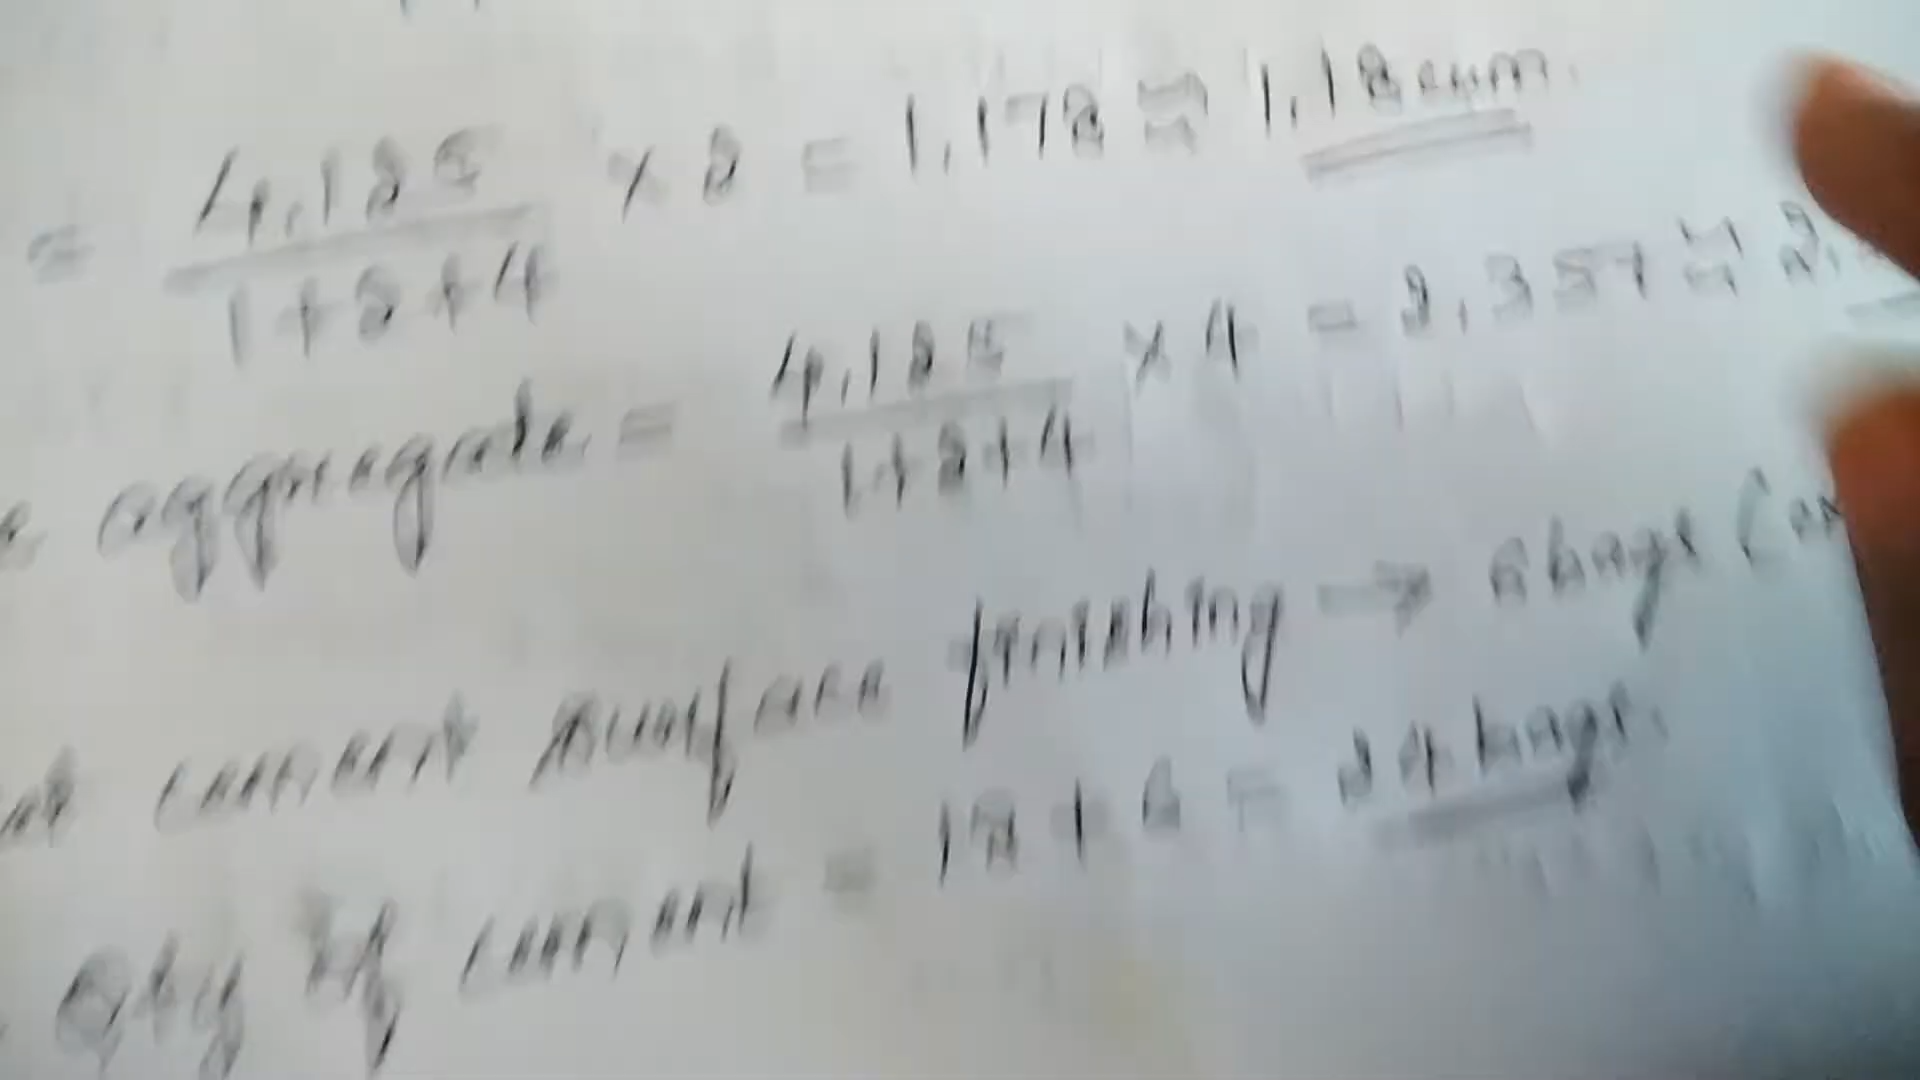 = 4.125 / 1+2+4 × 2 = 1.178 ≈ 1.18 cum.
aggregate = 4.125 / 1+2+4 × 4 = 2.357 ≈ 2.
cement surface finishing → 6 bags
Qty of cement = 18 + 6 = 24 bags.